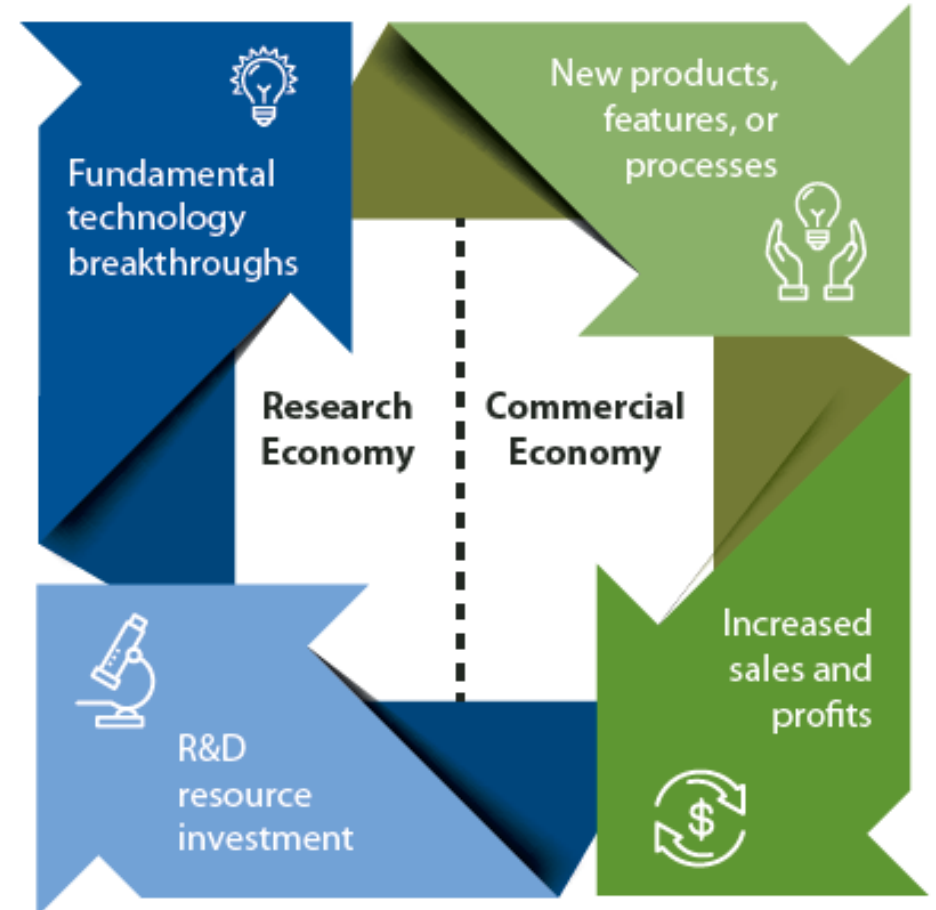 Fundamental
technology
breakthroughs
New products,
features, or
processes
Research
Economy
Commercial
Economy
R&D
resource
investment
Increased
sales and
profits
$